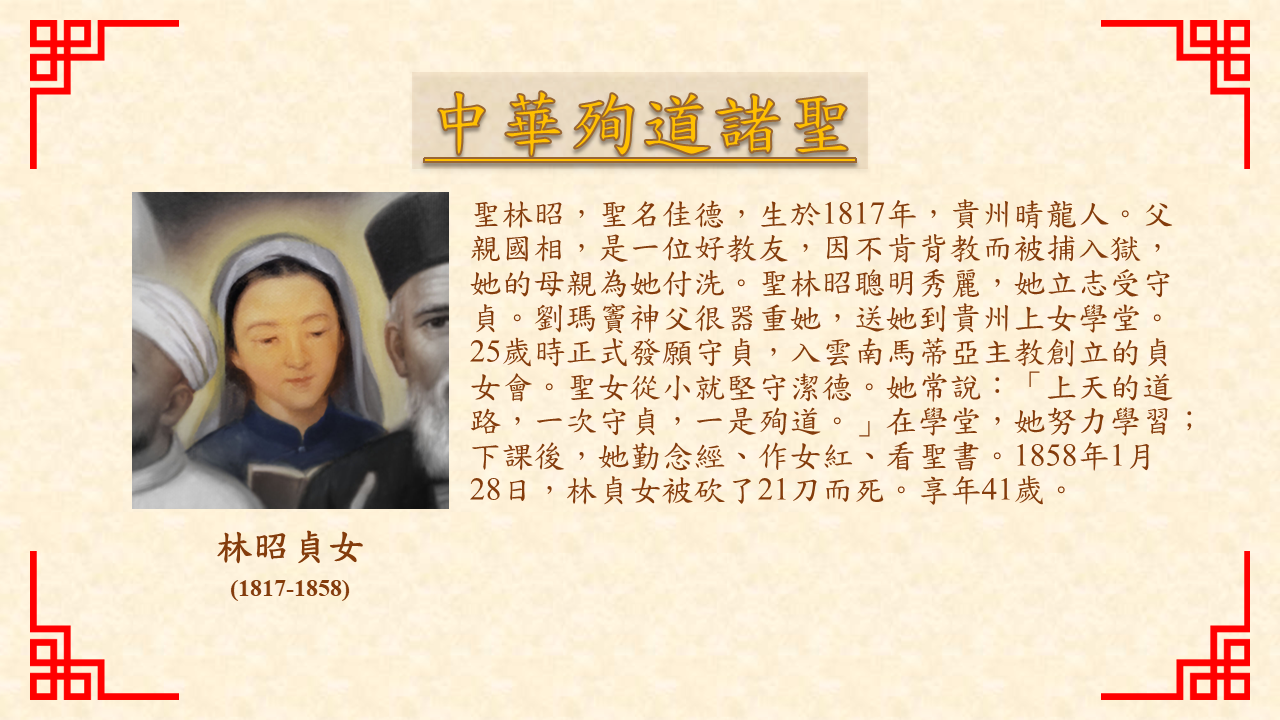 中華殉道諸聖
聖林昭，聖名佳德，生於1817年，貴州晴龍人。父
親國相，是一位好教友，因不肯背教而被捕入獄，
她的母親為她付洗。聖林昭聰明秀麗，她立志受守
貞。劉瑪竇神父很器重她，送她到貴州上女學堂。
25歲時正式發願守貞，入雲南馬蒂亞主教創立的貞
女會。聖女從小就堅守潔德。她常說：「上天的道
路，一次守貞，一是殉道。」在學堂，她努力學習；
下課後，她勤念經、作女紅、看聖書。1858年1月
28日，林貞女被砍了21刀而死。享年41歲。
林昭貞女
(1817-1858)